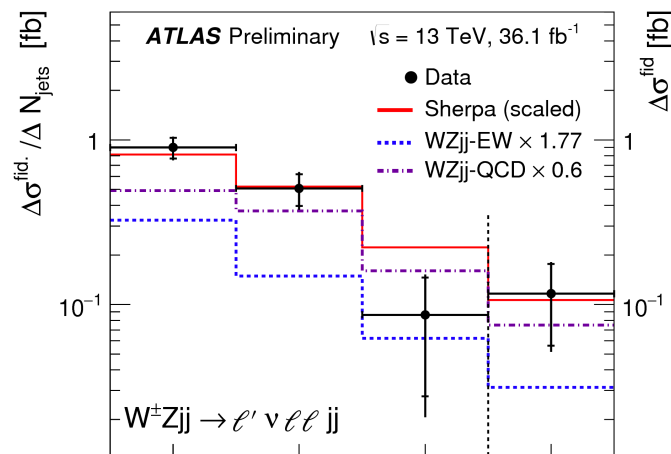 ATLAS Preliminary √s = 13 TeV, 36.1 fb⁻¹
Data
Sherpa (scaled)
WZjj-EW × 1.77
WZjj-QCD × 0.6
Δσ^fid. / Δ N_jets [fb]
1
10⁻¹
W^±Zjj → ℓ′ ν ℓ ℓ jj
Δσ^fid [fb]
1
10⁻¹